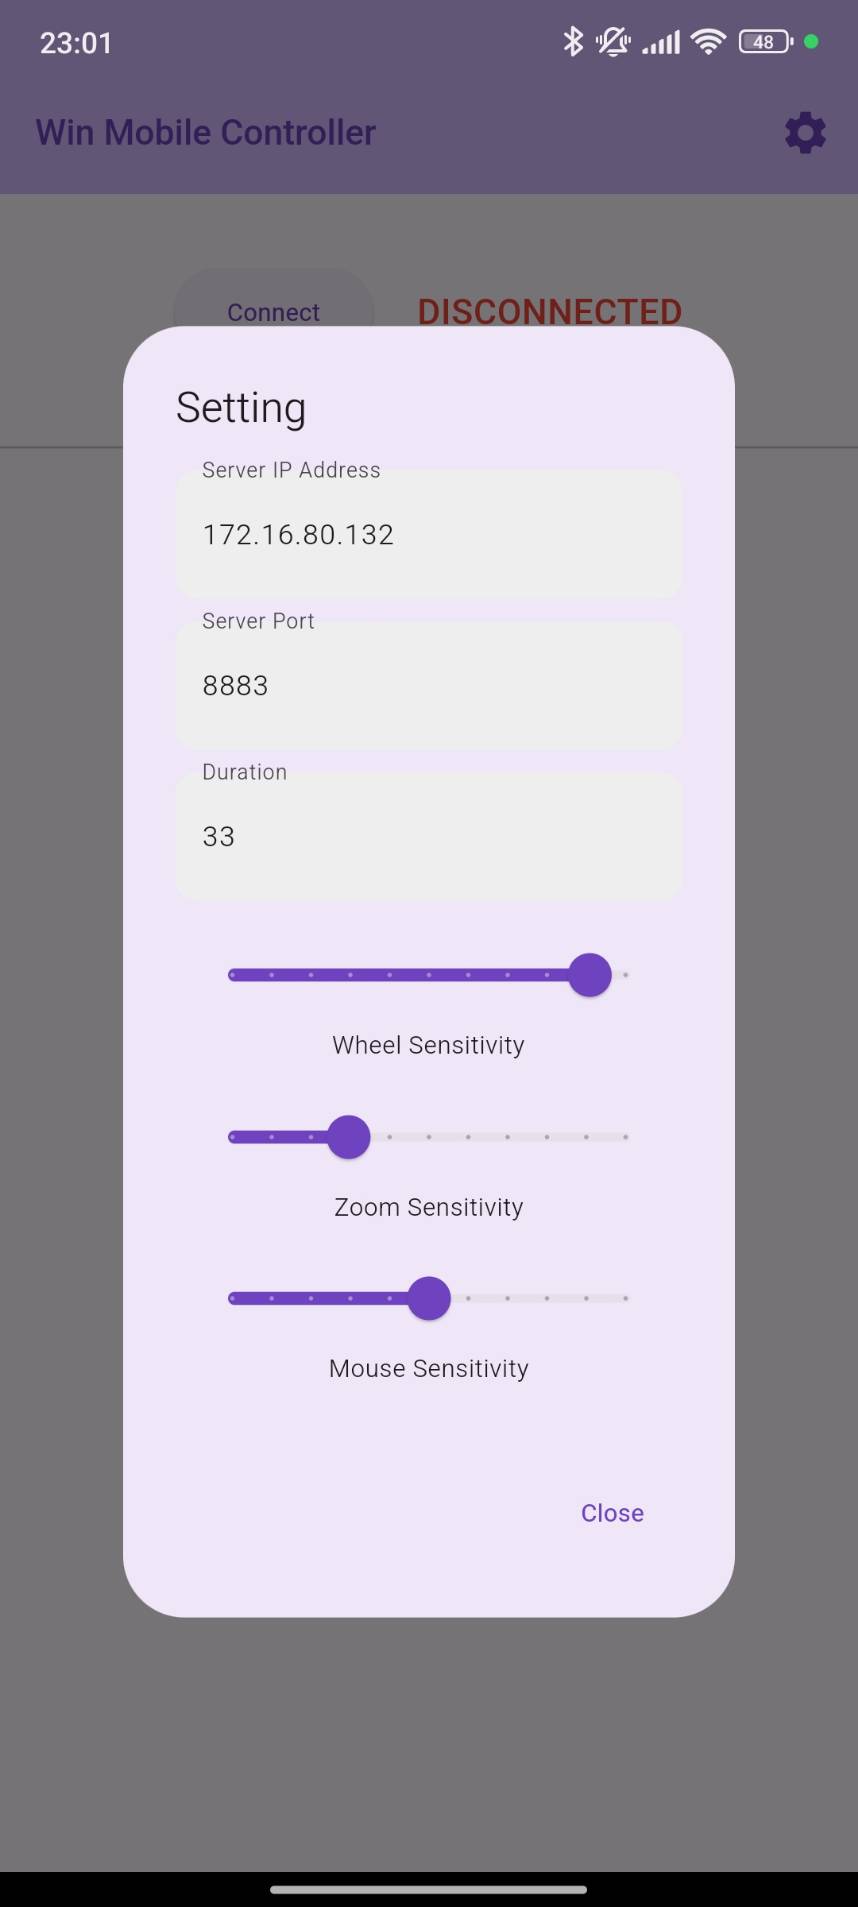 23:01
48
Win Mobile Controller
Connect
DISCONNECTED
Setting
Server IP Address
172.16.80.132
Server Port
8883
Duration
33
Wheel Sensitivity
Zoom Sensitivity
Mouse Sensitivity
Close